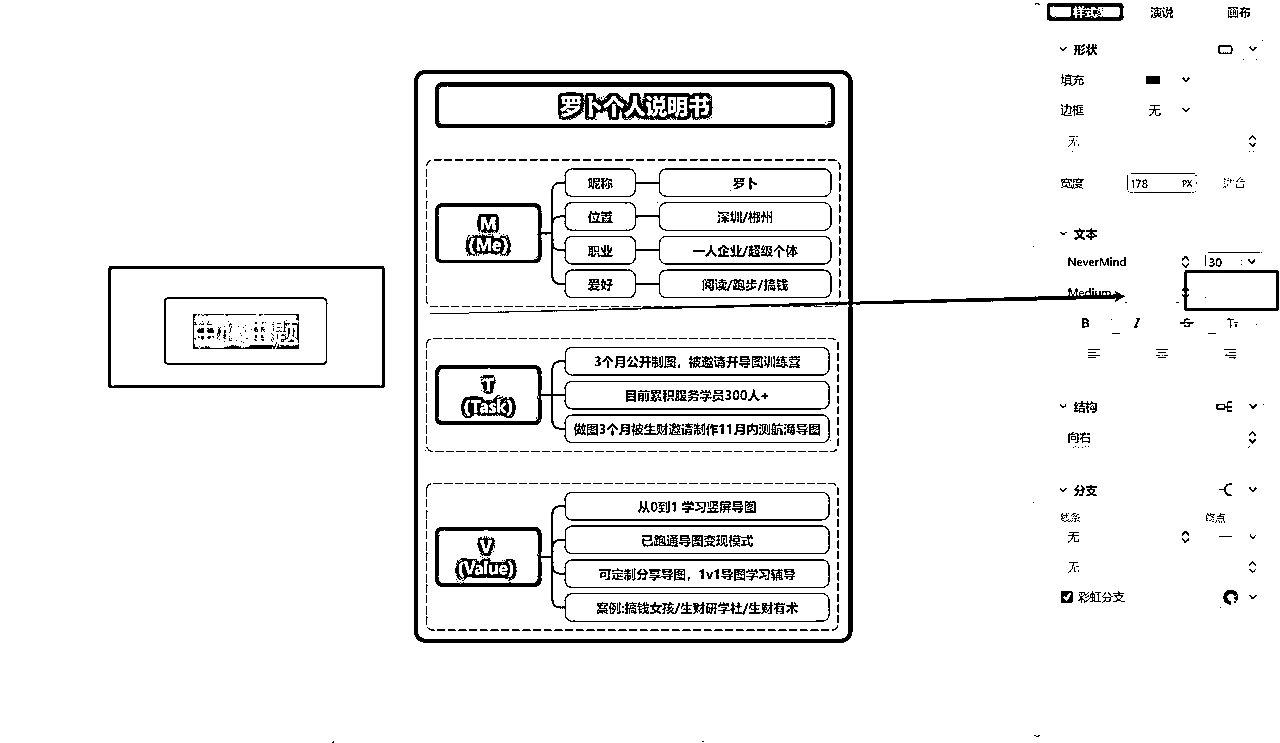 样式
演说
画布
形状
填充
边框
无
无
宽度
178
PX
适合
文本
NeverMind
30
Medium
B
I
S
Tт
结构
向右
分支
线条
终点
无
无
彩虹分支
罗卜个人说明书
M
(Me)
昵称
罗卜
位置
深圳/郴州
职业
一人企业/超级个体
爱好
阅读/跑步/搞钱
T
(Task)
3个月公开制图，被邀请开导图训练营
目前累积服务学员300人+
做图3个月被生财邀请制作11月内测航海导图
V
(Value)
从0到1 学习竖屏导图
已跑通导图变现模式
可定制分享导图，1v1导图学习辅导
案例:搞钱女孩/生财研学社/生财有术